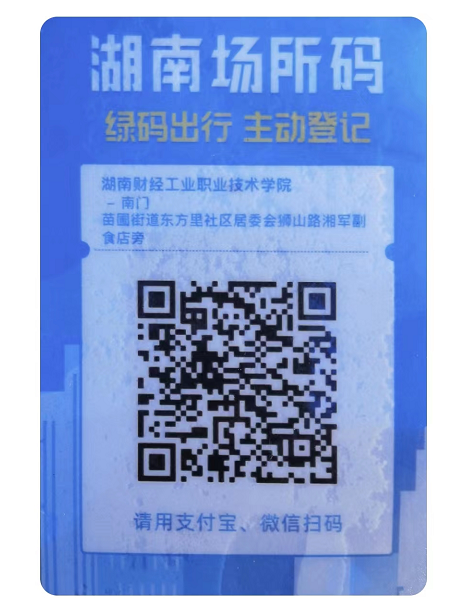 湖南场所码
绿码出行 主动登记
湖南财经工业职业技术学院
- 南门
苗圃街道东方里社区居委会狮山路湘军副
食店旁
请用支付宝、微信扫码